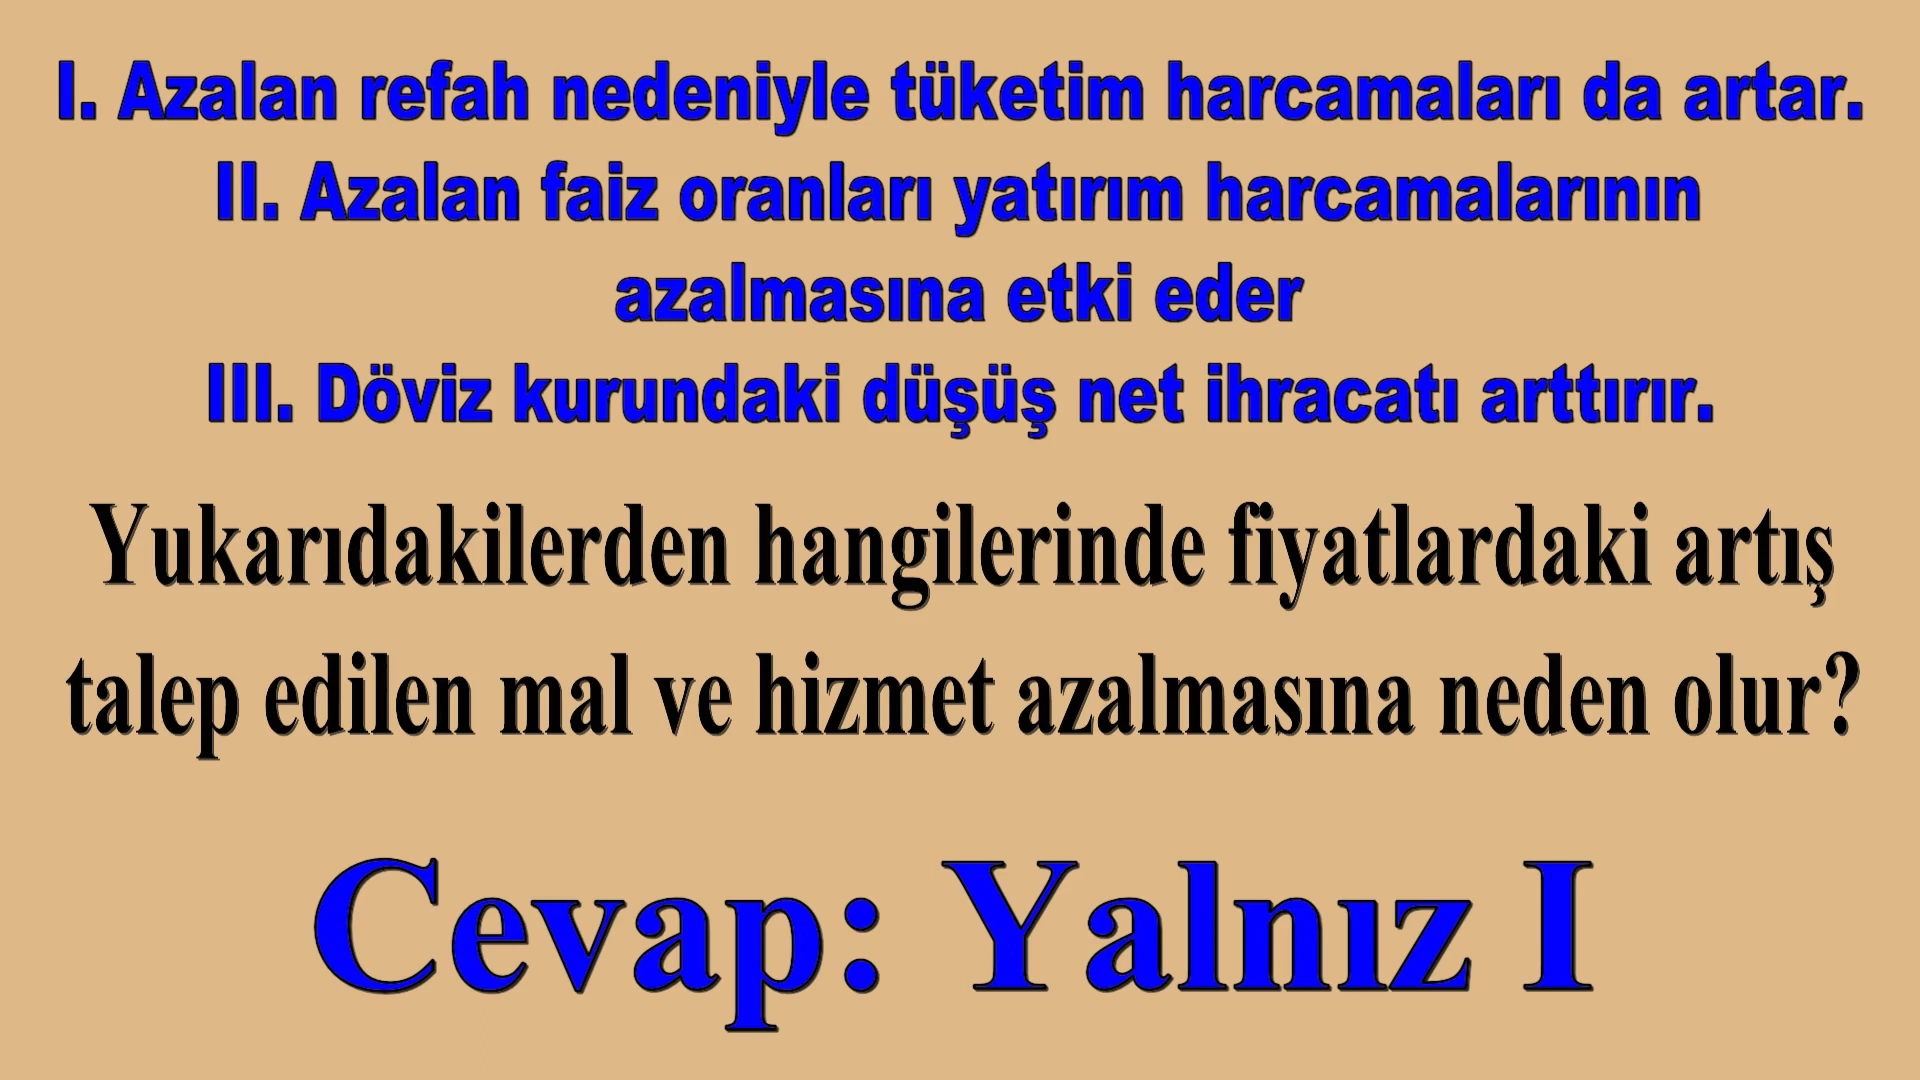 I. Azalan refah nedeniyle tüketim harcamaları da artar.
II. Azalan faiz oranları yatırım harcamalarının
azalmasına etki eder
III. Döviz kurundaki düşüş net ihracatı arttırır.
Yukarıdakilerden hangilerinde fiyatlardaki artış
talep edilen mal ve hizmet azalmasına neden olur?
Cevap: Yalnız I